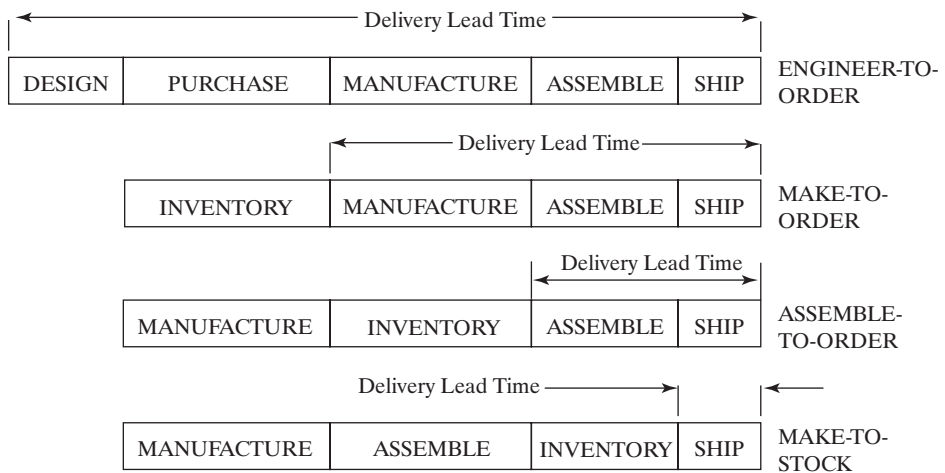 Delivery Lead Time
DESIGN PURCHASE MANUFACTURE ASSEMBLE SHIP
ENGINEER-TO-
ORDER
Delivery Lead Time
INVENTORY MANUFACTURE ASSEMBLE SHIP
MAKE-TO-
ORDER
Delivery Lead Time
MANUFACTURE INVENTORY ASSEMBLE SHIP
ASSEMBLE-
TO-ORDER
Delivery Lead Time
MANUFACTURE ASSEMBLE INVENTORY SHIP
MAKE-TO-
STOCK